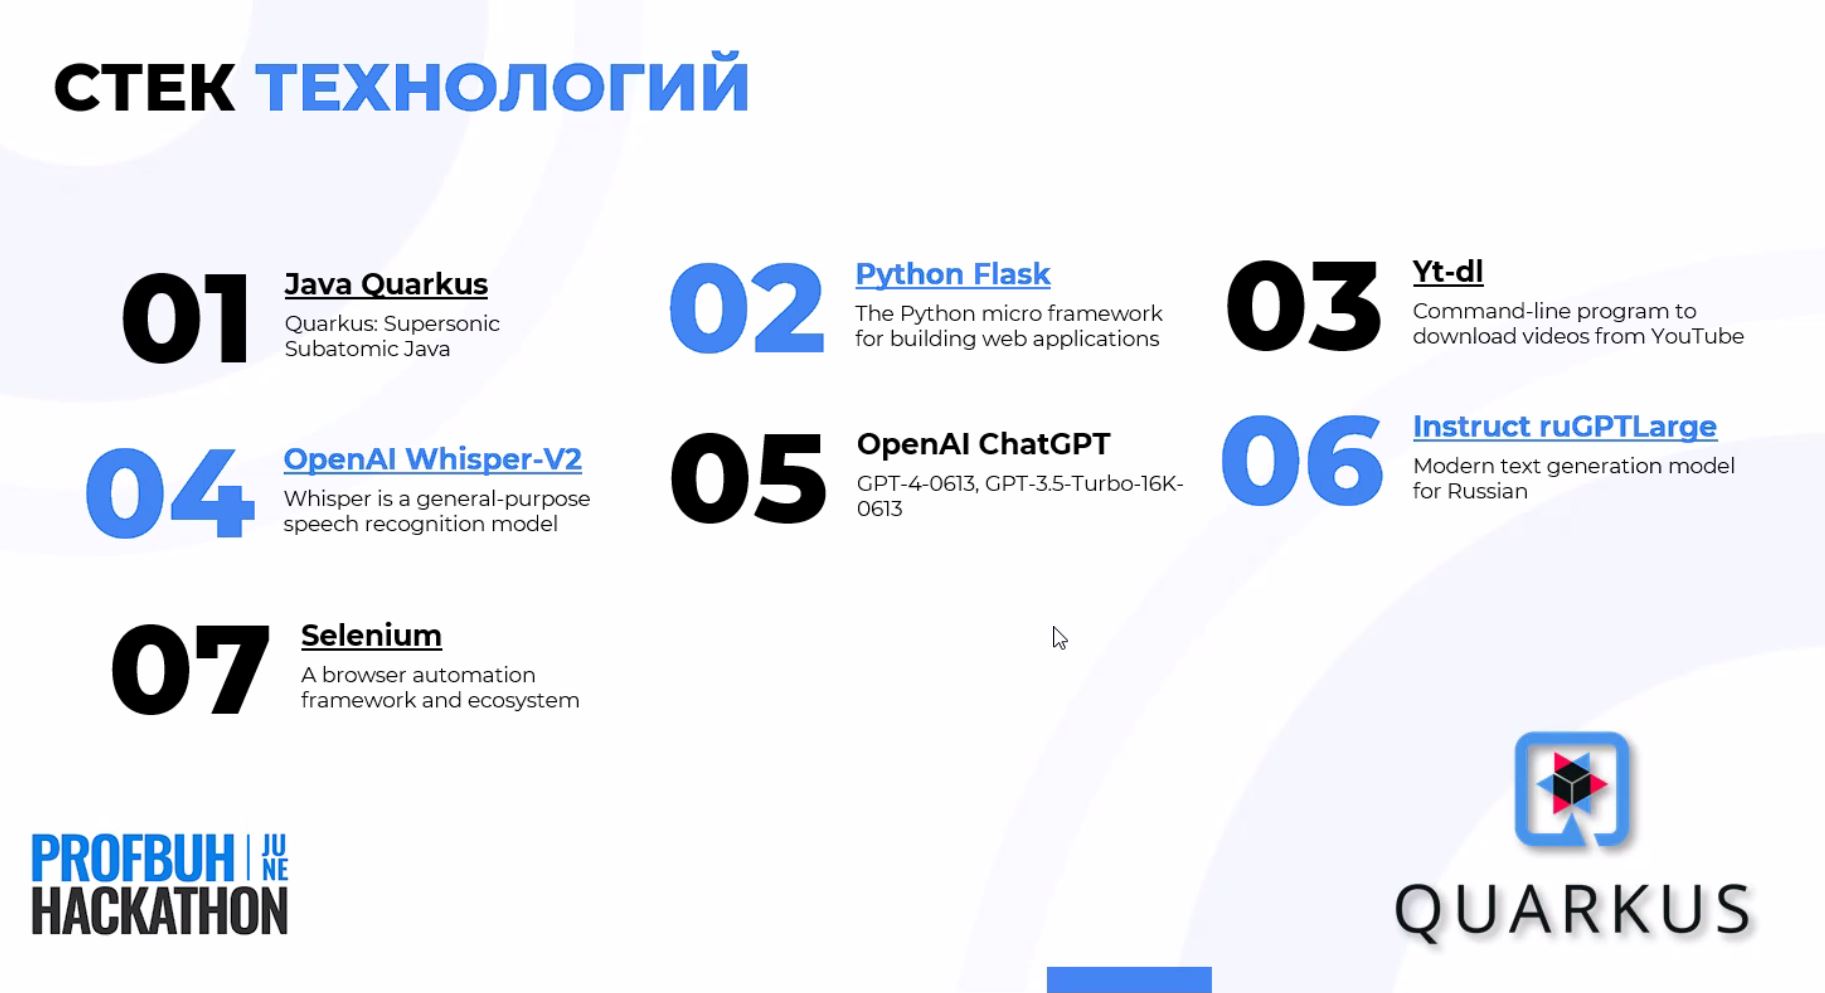 СТЕК ТЕХНОЛОГИЙ
01
Java Quarkus
Quarkus: Supersonic
Subatomic Java
02
Python Flask
The Python micro framework
for building web applications
03
Yt-dl
Command-line program to
download videos from YouTube
04
OpenAI Whisper-V2
Whisper is a general-purpose
speech recognition model
05
OpenAI ChatGPT
GPT-4-0613, GPT-3.5-Turbo-16K-
0613
06
Instruct ruGPTLarge
Modern text generation model
for Russian
07
Selenium
A browser automation
framework and ecosystem
PROFBUH | JU
NE
HACKATHON
QUARKUS